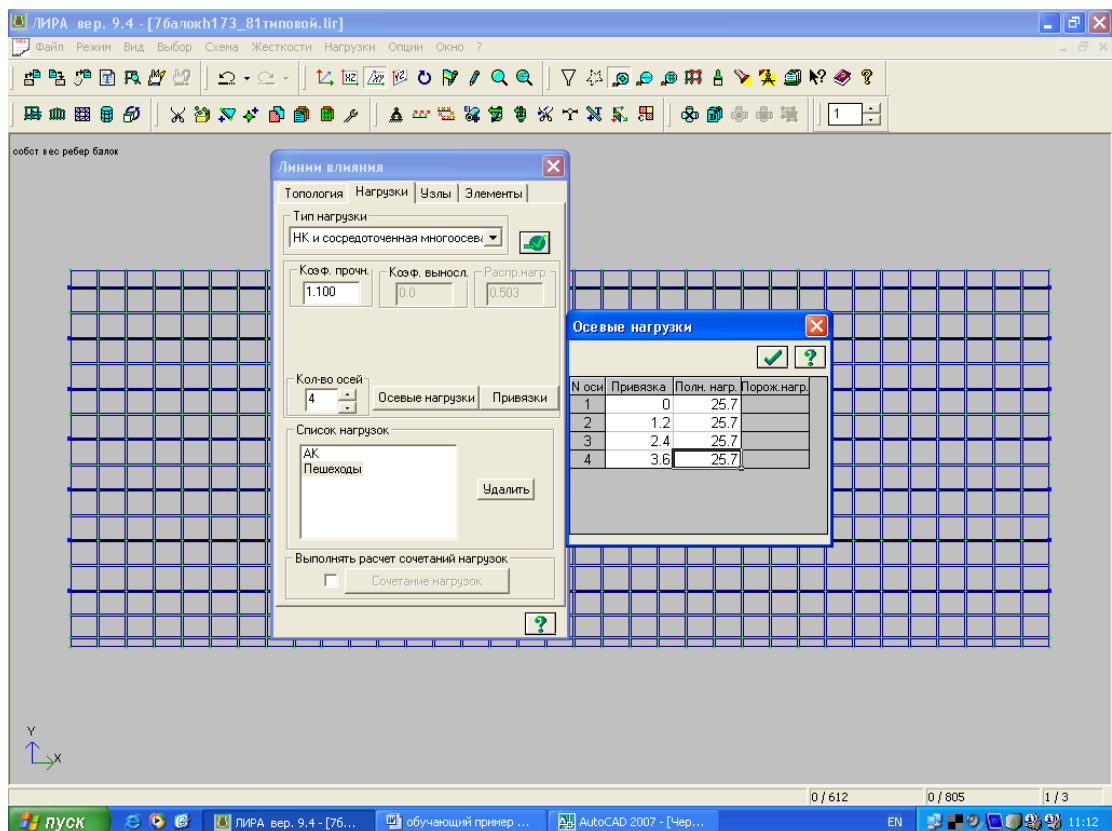 ЛИРА вер. 9.4 - [7балокh173_81типовой.lir]
Файл Режим Вид Выбор Схема Жесткости Нагрузки Опции Окно ?
1
собст вес ребер балок
Линии влияния
Топология Нагрузки Узлы Элементы
Тип нагрузки
НК и сосредоточенная многоосева
Коэф. прочн. Коэф. выносл. Распр.нагр.
1.100 0.0 0.503
Кол-во осей
4 Осевые нагрузки Привязки
Список нагрузок
АК
Пешеходы
Удалить
Выполнять расчет сочетаний нагрузок
Сочетание нагрузок
Осевые нагрузки
N оси Привязка Полн. нагр. Порож.нагр.
1 0 25.7
2 1.2 25.7
3 2.4 25.7
4 3.6 25.7
Y
X
0 / 612 0 / 805 1 / 3
пуск ЛИРА вер. 9.4 - [7б... обучающий пример ... AutoCAD 2007 - [Чер... EN 11:12